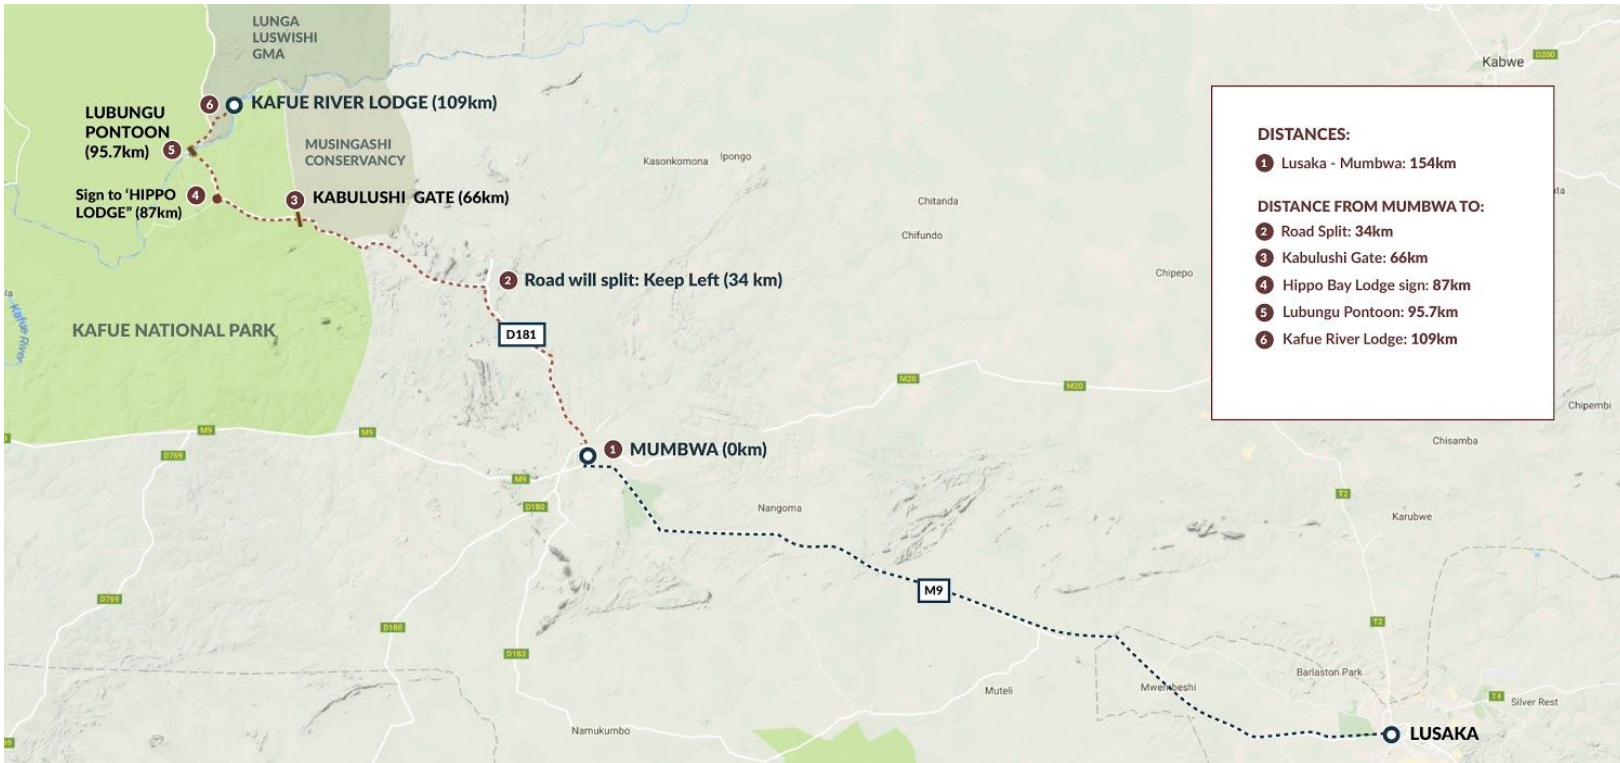 LUNGA
LUSWISHI
GMA
Kabwe
D200
6
KAFUE RIVER LODGE (109km)
LUBUNGU
PONTOON
(95.7km)
5
MUSINGASHI
CONSERVANCY
Kasonkomona
Ipongo
Sign to ‘HIPPO
LODGE” (87km)
4
3
KABULUSHI GATE (66km)
Chitanda
Chifundo
Chipepo
2
Road will split: Keep Left (34 km)
Kafue River
KAFUE NATIONAL PARK
D181
DISTANCES:
1 Lusaka - Mumbwa: 154km
DISTANCE FROM MUMBWA TO:
2 Road Split: 34km
3 Kabulushi Gate: 66km
4 Hippo Bay Lodge sign: 87km
5 Lubungu Pontoon: 95.7km
6 Kafue River Lodge: 109km
M20
M20
Chipembi
M9
M9
Chisamba
D769
1
MUMBWA (0km)
M9
D180
Nangoma
T2
Karubwe
M9
D769
D180
T2
D183
Barlaston Park
Muteli
Mwembeshi
T4
Silver Rest
Namukumbo
LUSAKA